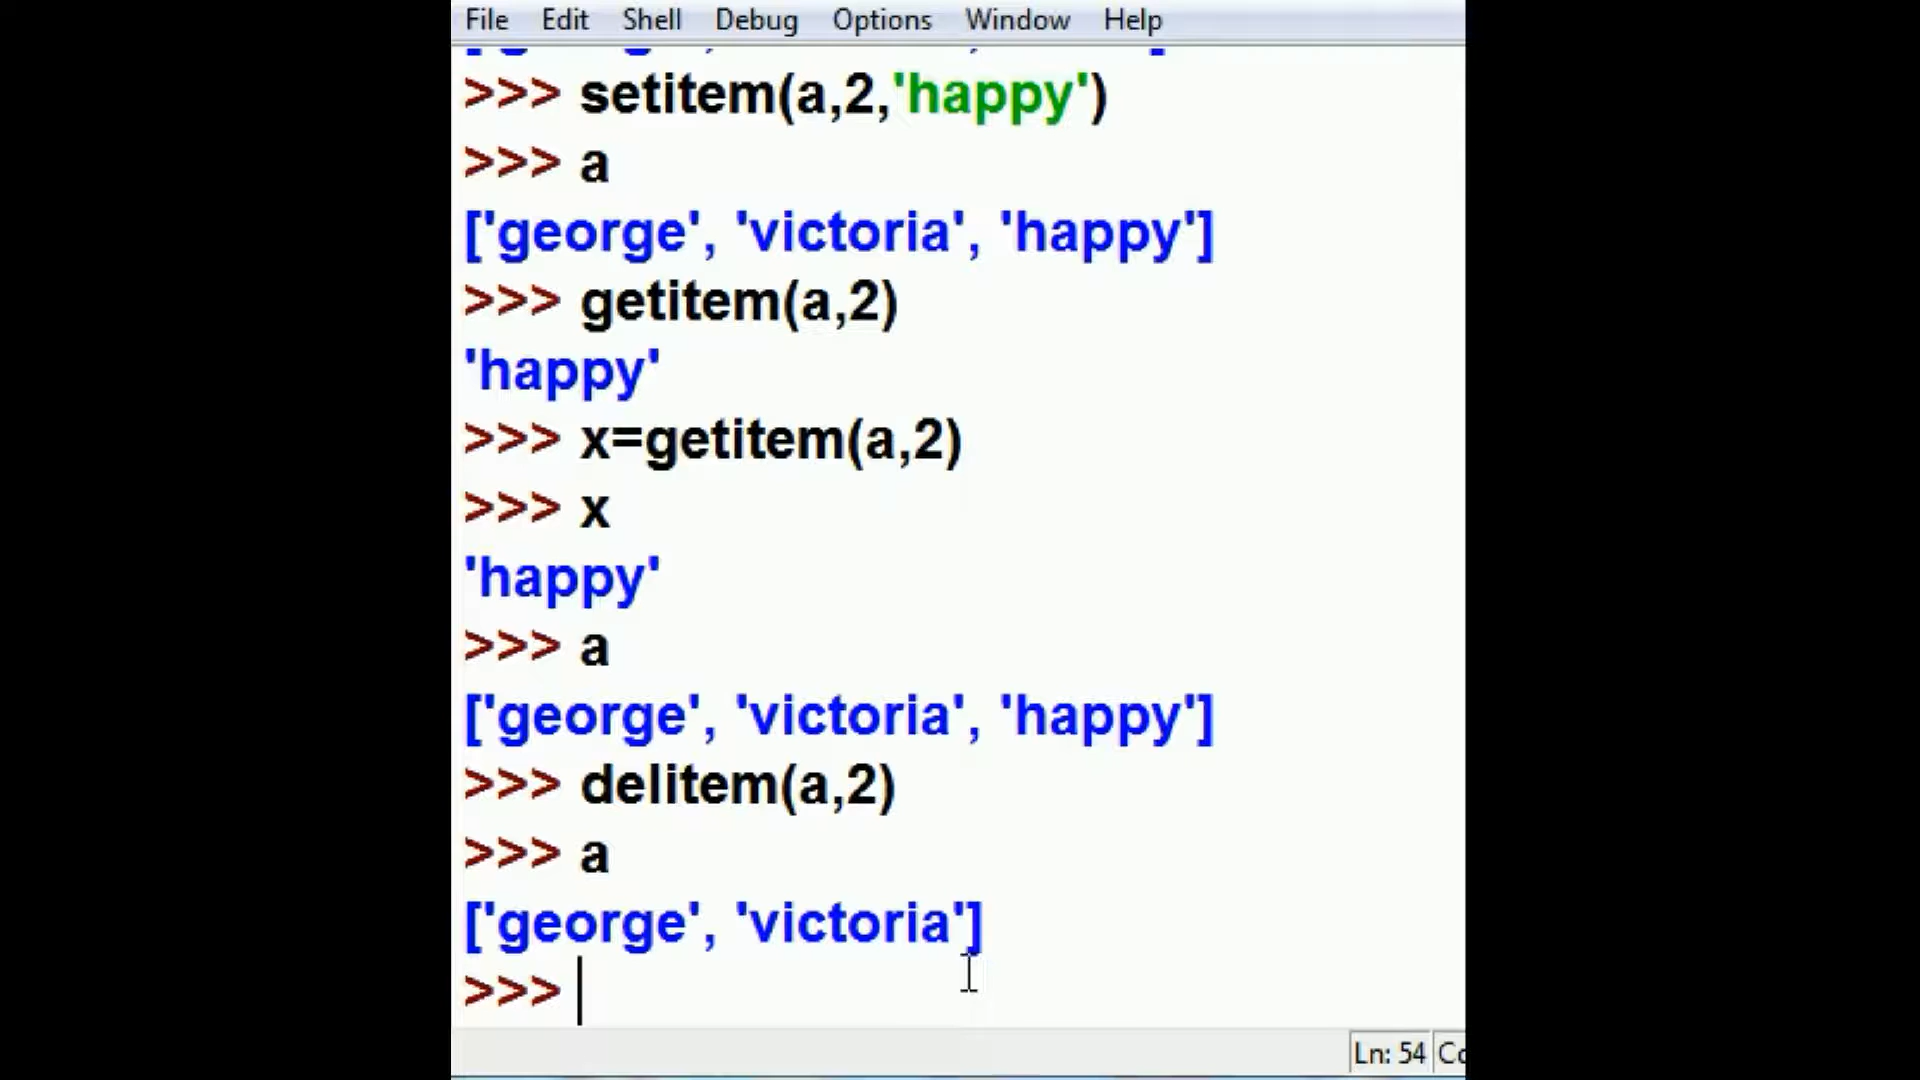 File Edit Shell Debug Options Window Help
>>> setitem(a,2,'happy')
>>> a
['george', 'victoria', 'happy']
>>> getitem(a,2)
'happy'
>>> x=getitem(a,2)
>>> x
'happy'
>>> a
['george', 'victoria', 'happy']
>>> delitem(a,2)
>>> a
['george', 'victoria']
>>>
Ln: 54